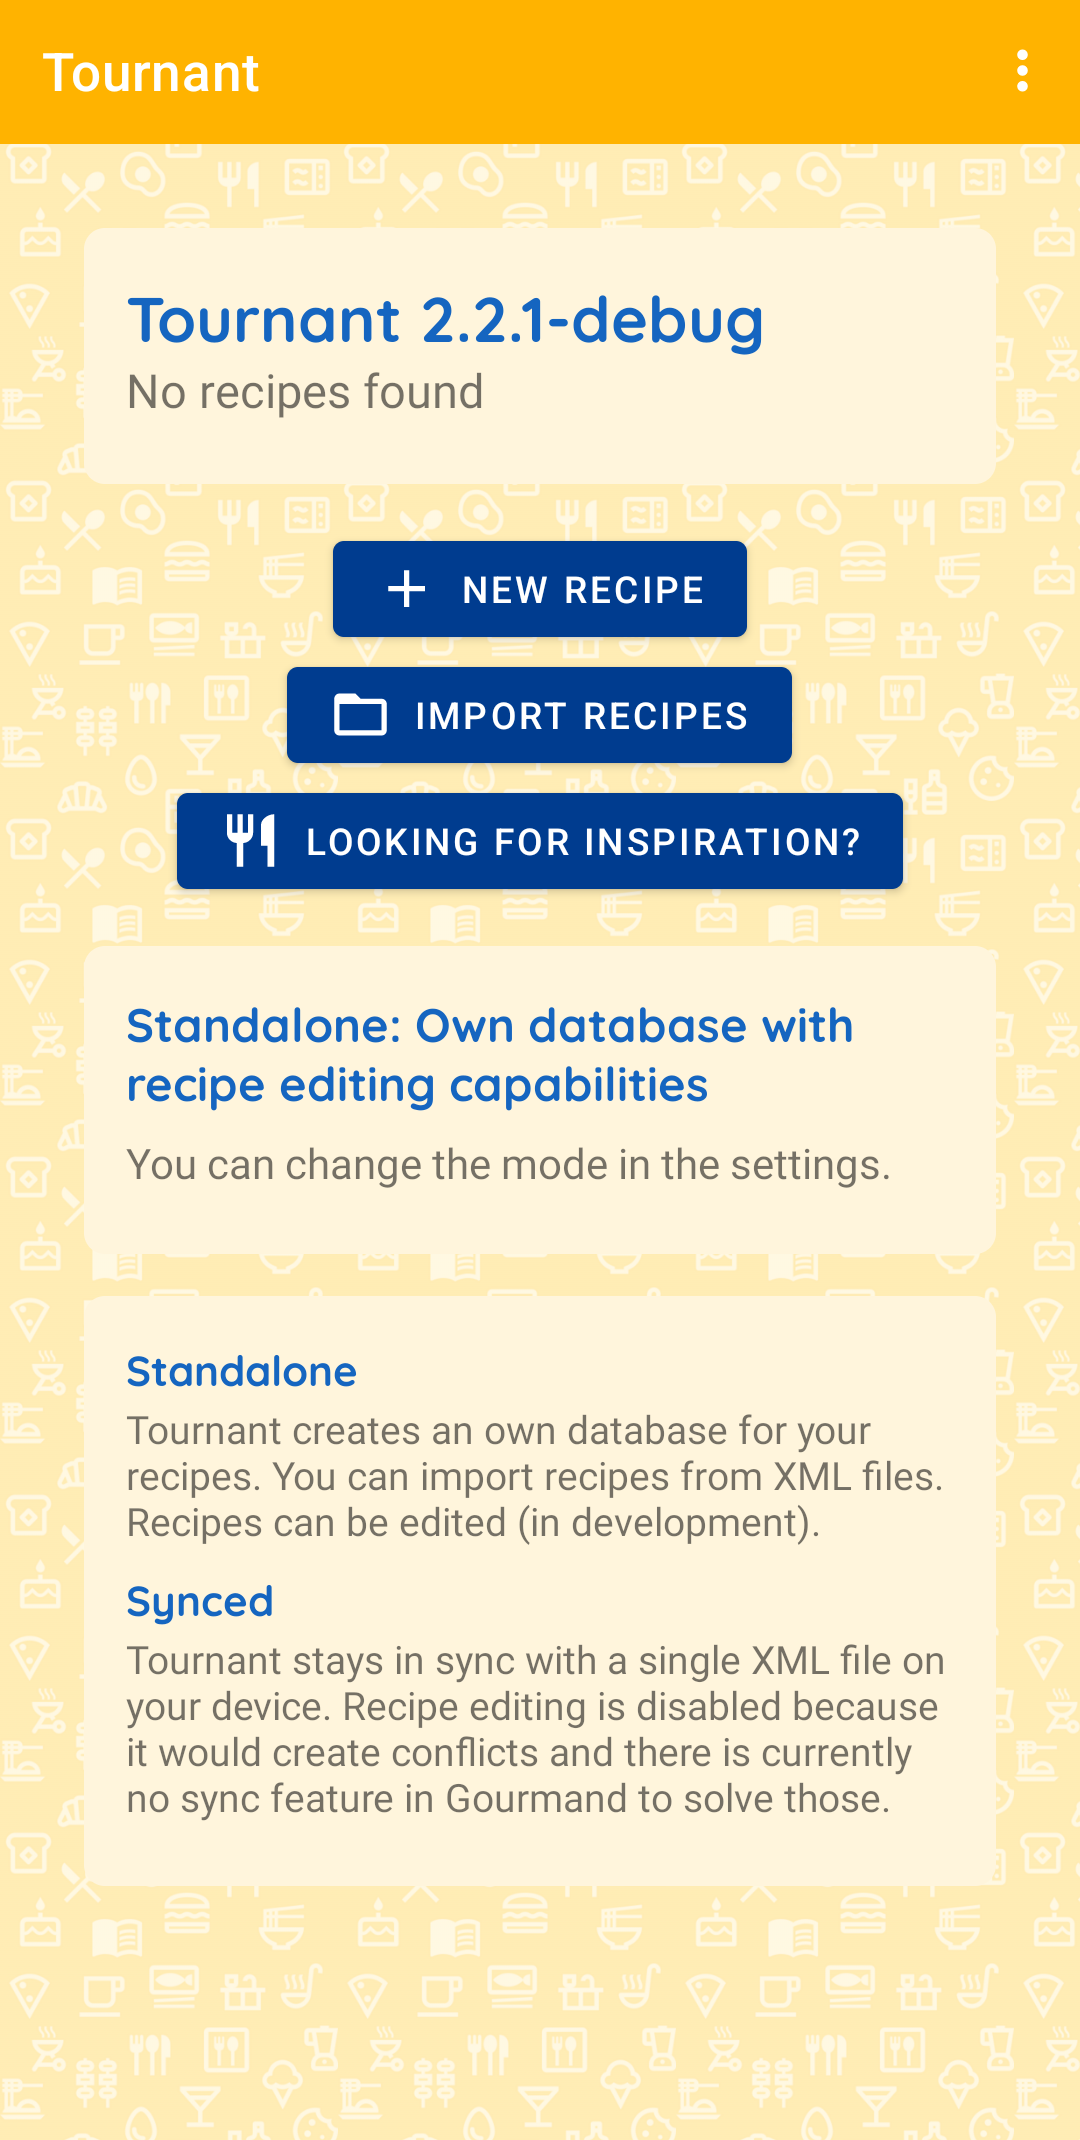 Tournant
Tournant 2.2.1-debug
No recipes found
NEW RECIPE
IMPORT RECIPES
LOOKING FOR INSPIRATION?
Standalone: Own database with
recipe editing capabilities
You can change the mode in the settings.
Standalone
Tournant creates an own database for your
recipes. You can import recipes from XML files.
Recipes can be edited (in development).
Synced
Tournant stays in sync with a single XML file on
your device. Recipe editing is disabled because
it would create conflicts and there is currently
no sync feature in Gourmand to solve those.